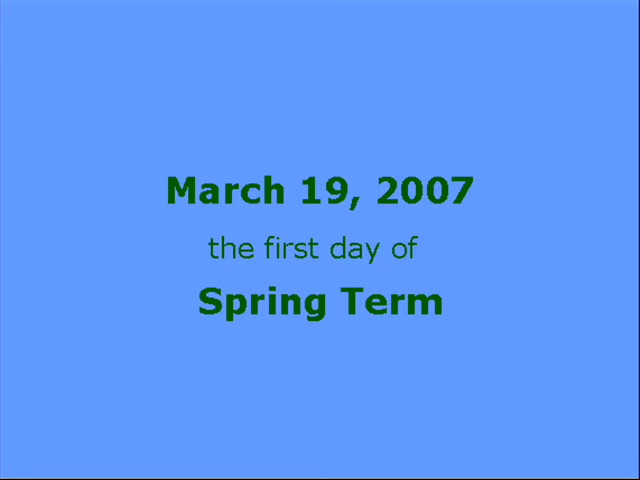 March 19, 2007
the first day of
Spring Term